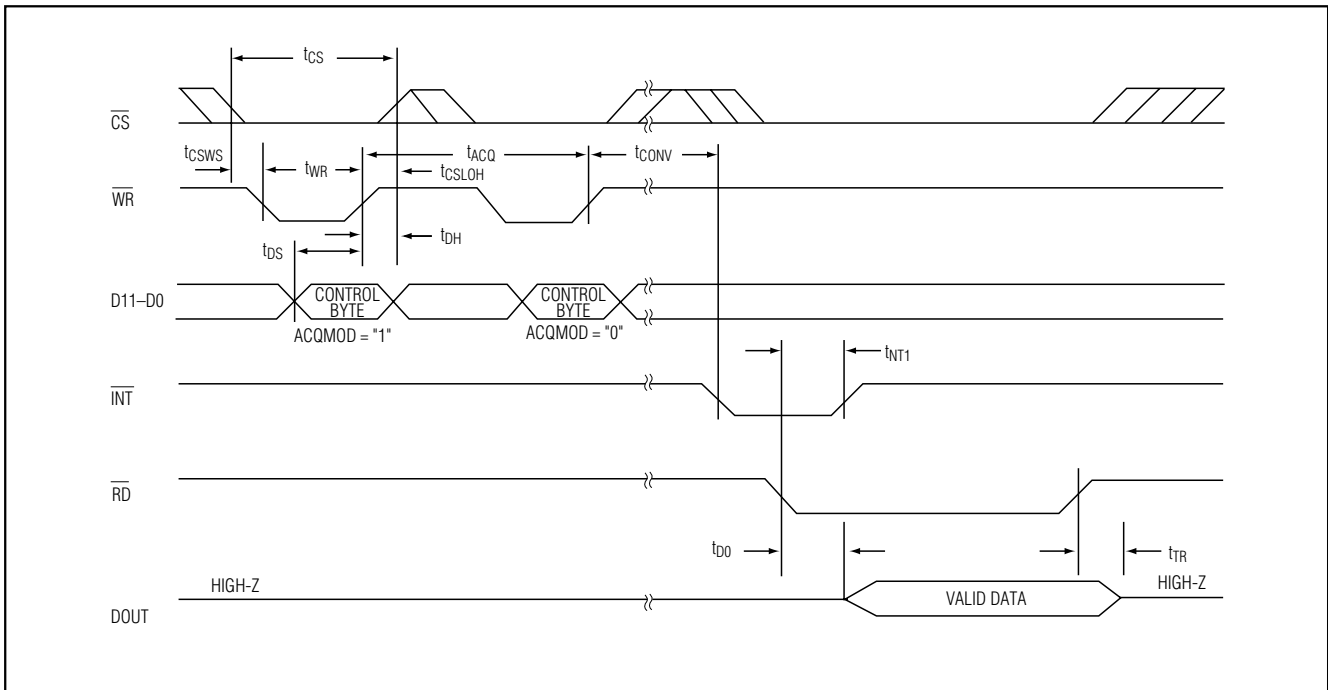 tCS
CS
tCSWS
tWR
tACQ
tCONV
tCSLOH
WR
tDH
tDS
D11–D0
CONTROL
BYTE
CONTROL
BYTE
ACQMOD = "1"
ACQMOD = "0"
tNT1
INT
RD
tD0
tTR
HIGH-Z
HIGH-Z
VALID DATA
DOUT